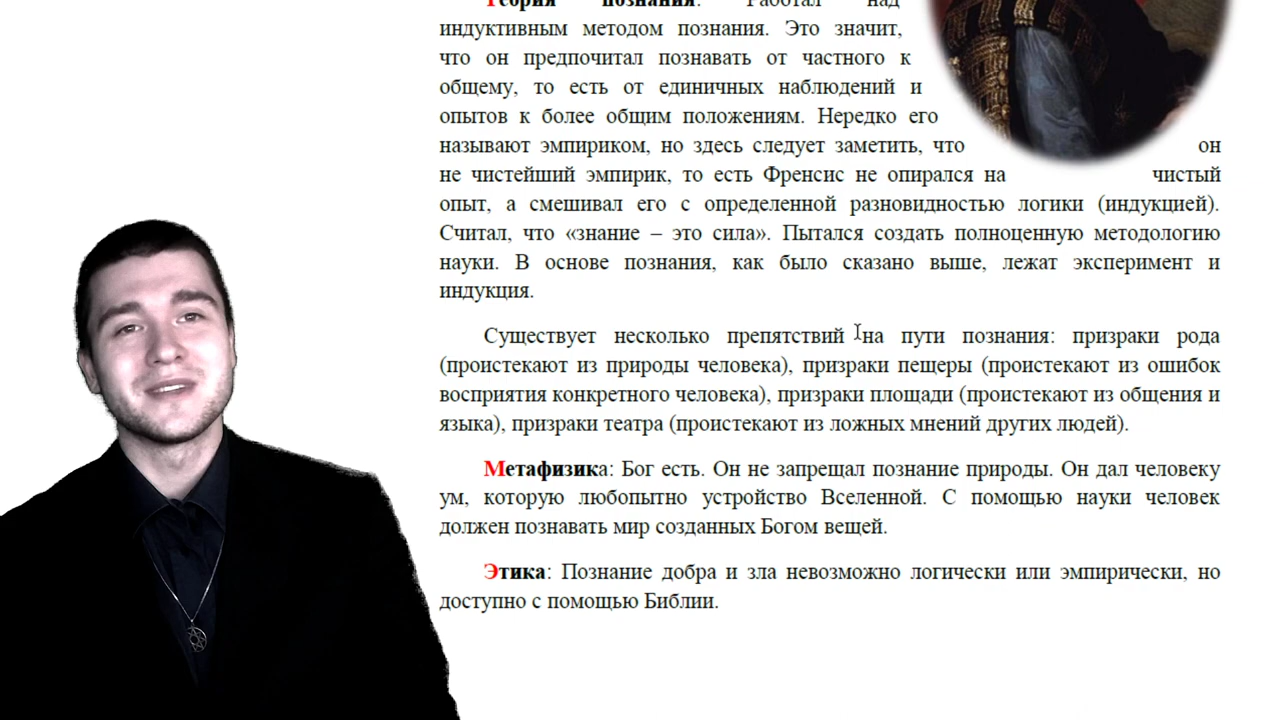 Теория познания: Работал над
индуктивным методом познания. Это значит,
что он предпочитал познавать от частного к
общему, то есть от единичных наблюдений и
опытов к более общим положениям. Нередко его
называют эмпириком, но здесь следует заметить, что он
не чистейший эмпирик, то есть Френсис не опирался на чистый
опыт, а смешивал его с определенной разновидностью логики (индукцией).
Считал, что «знание – это сила». Пытался создать полноценную методологию
науки. В основе познания, как было сказано выше, лежат эксперимент и
индукция.
Существует несколько препятствий на пути познания: призраки рода
(проистекают из природы человека), призраки пещеры (проистекают из ошибок
восприятия конкретного человека), призраки площади (проистекают из общения и
языка), призраки театра (проистекают из ложных мнений других людей).
Метафизика: Бог есть. Он не запрещал познание природы. Он дал человеку
ум, которую любопытно устройство Вселенной. С помощью науки человек
должен познавать мир созданных Богом вещей.
Этика: Познание добра и зла невозможно логически или эмпирически, но
доступно с помощью Библии.